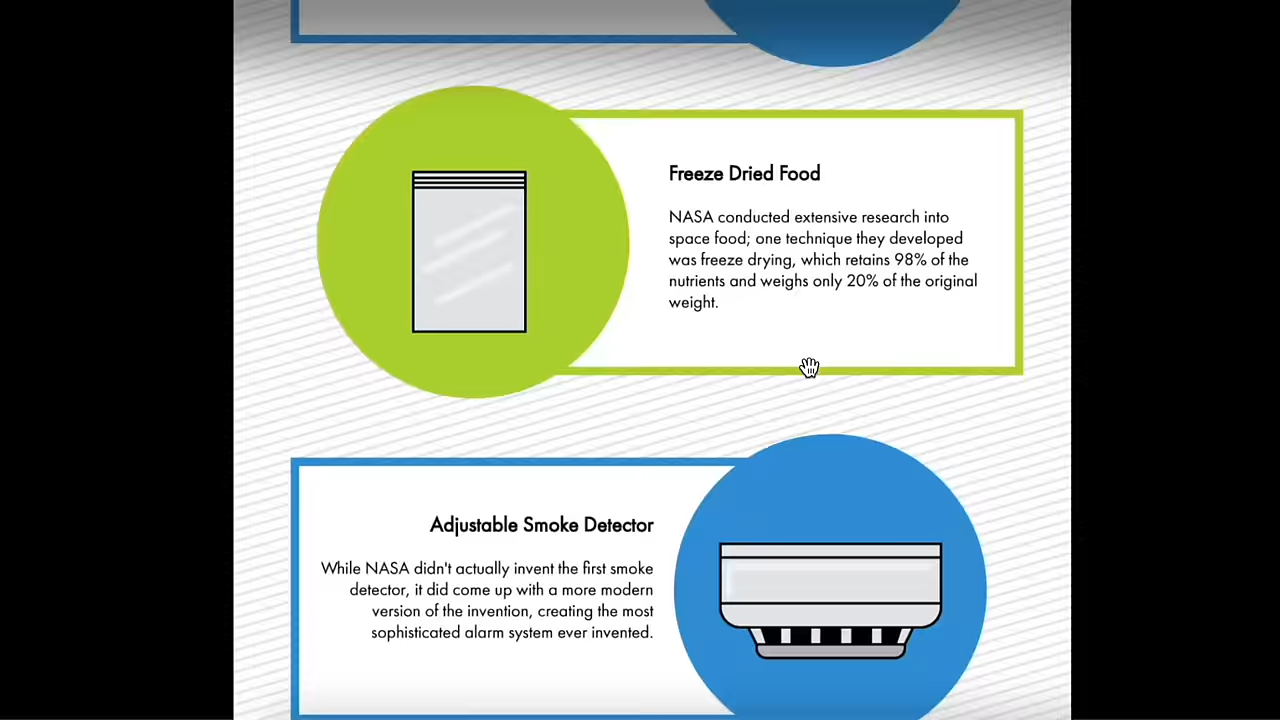 Freeze Dried Food
NASA conducted extensive research into
space food; one technique they developed
was freeze drying, which retains 98% of the
nutrients and weighs only 20% of the original
weight.
Adjustable Smoke Detector
While NASA didn't actually invent the first smoke
detector, it did come up with a more modern
version of the invention, creating the most
sophisticated alarm system ever invented.